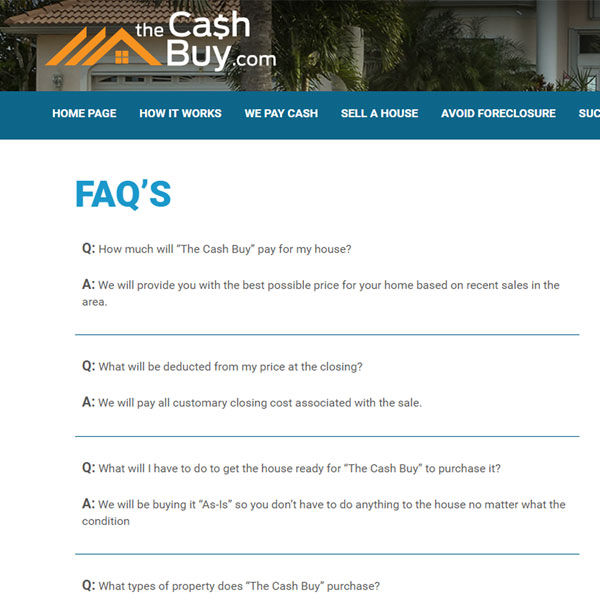 the Ca$h
Buy.com
HOME PAGE HOW IT WORKS WE PAY CASH SELL A HOUSE AVOID FORECLOSURE SUC
FAQ’S
Q: How much will “The Cash Buy” pay for my house?
A: We will provide you with the best possible price for your home based on recent sales in the
area.
Q: What will be deducted from my price at the closing?
A: We will pay all customary closing cost associated with the sale.
Q: What will I have to do to get the house ready for “The Cash Buy” to purchase it?
A: We will be buying it “As-Is” so you don’t have to do anything to the house no matter what the
condition
Q: What types of property does “The Cash Buy” purchase?